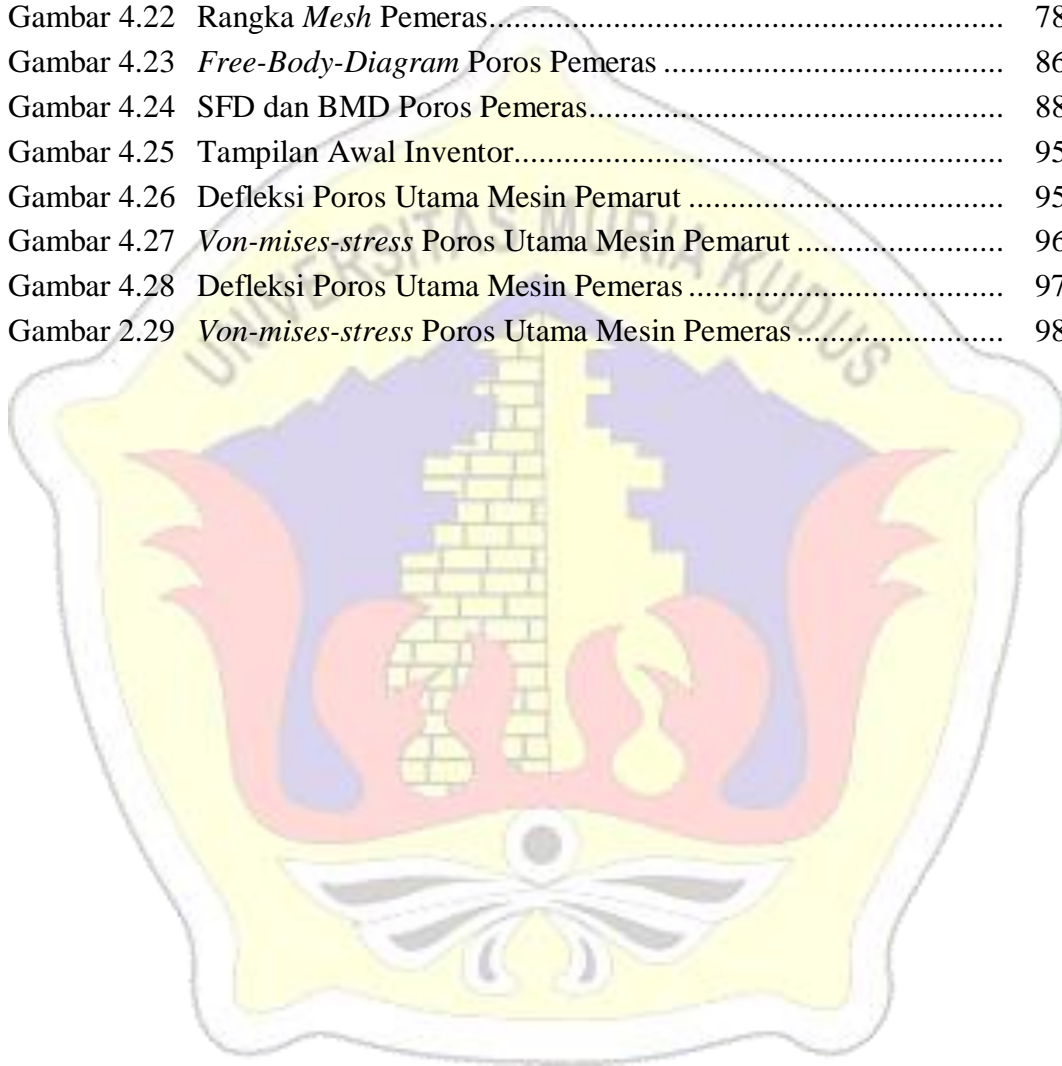 Gambar 4.22 Rangka Mesh Pemeras............................................................... 78
Gambar 4.23 Free-Body-Diagram Poros Pemeras ......................................... 86
Gambar 4.24 SFD dan BMD Poros Pemeras.................................................. 88
Gambar 4.25 Tampilan Awal Inventor........................................................... 95
Gambar 4.26 Defleksi Poros Utama Mesin Pemarut ...................................... 95
Gambar 4.27 Von-mises-stress Poros Utama Mesin Pemarut ......................... 96
Gambar 4.28 Defleksi Poros Utama Mesin Pemeras ...................................... 97
Gambar 2.29 Von-mises-stress Poros Utama Mesin Pemeras ......................... 98
UNIVERSITAS MURIA KUDUS